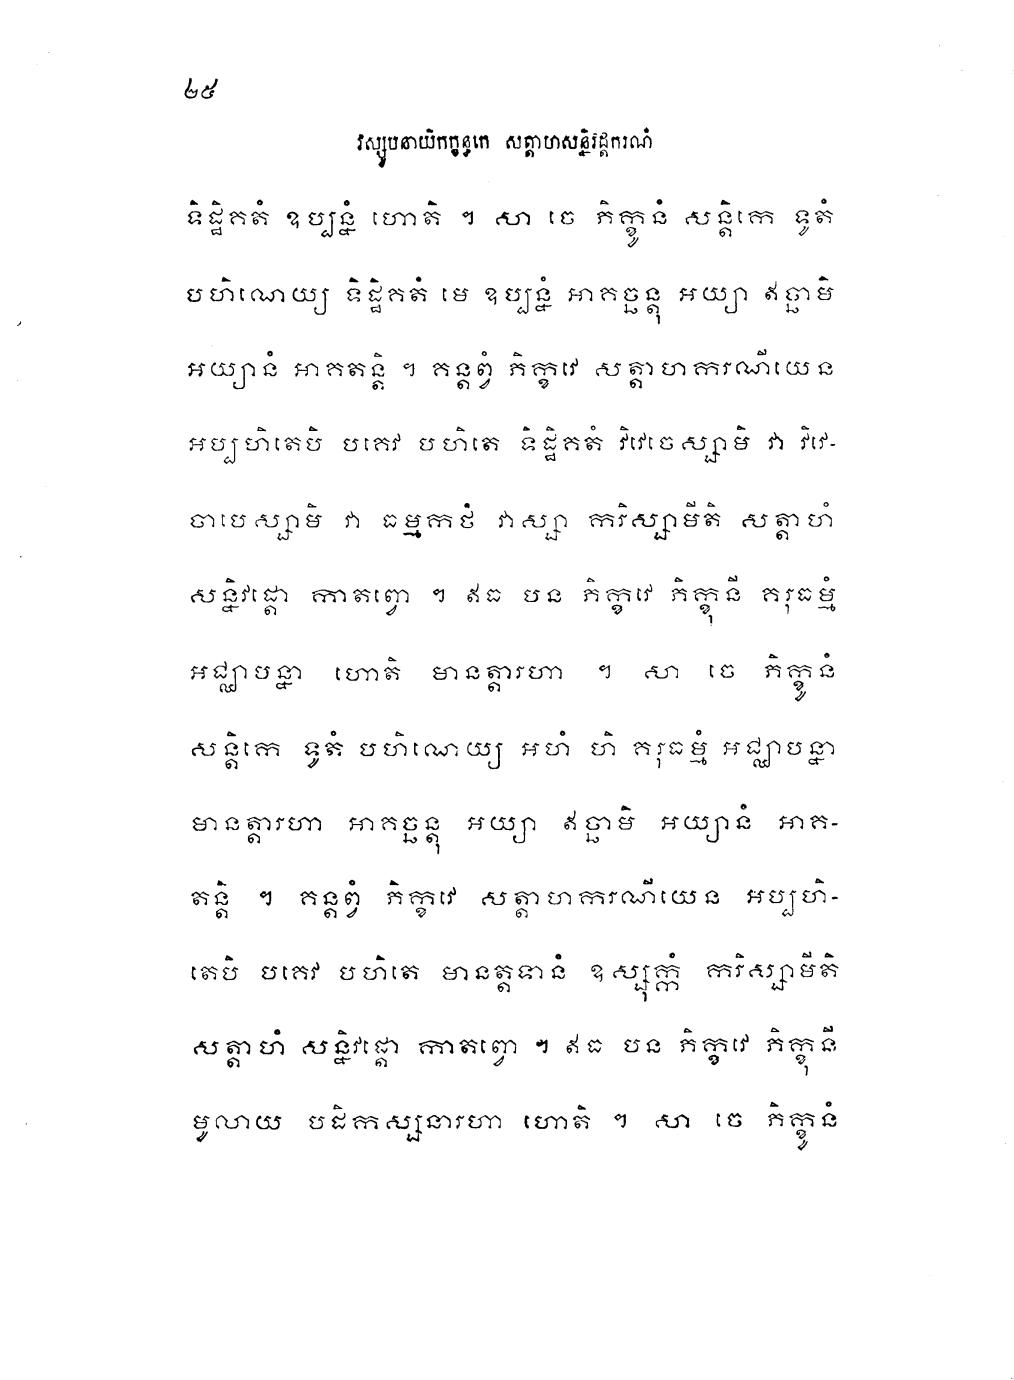 ២៥
វស្សូបនាយិកក្ខន្ធកេ សត្តាហសន្និវដ្តករណំ
ទិដ្ឋិគតំ ឧប្បន្នំ ហោតិ ។ សា ចេ ភិក្ខូនំ សន្តិកេ ទូតំ
បហិណេយ្យ ទិដ្ឋិគតំ មេ ឧប្បន្នំ អាគច្ឆន្តុ អយ្យា ឥច្ឆាមិ
អយ្យានំ អាគតន្តិ ។ គន្តព្វំ ភិក្ខវេ សត្តាហករណីយេន
អប្បហិតេបិ បគេវ បហិតេ ទិដ្ឋិគតំ វិវេចេស្សាមិ វា វិវេ-
ចាបេស្សាមិ វា ធម្មកថំ វាស្សា ករិស្សាមីតិ សត្តាហំ
សន្និវដ្តោ កាតព្វោ ។ ឥធ បន ភិក្ខវេ ភិក្ខុនី គរុធម្មំ
អជ្ឈាបន្នា ហោតិ មានត្តារហា ។ សា ចេ ភិក្ខូនំ
សន្តិកេ ទូតំ បហិណេយ្យ អហំ ហិ គរុធម្មំ អជ្ឈាបន្នា
មានត្តារហា អាគច្ឆន្តុ អយ្យា ឥច្ឆាមិ អយ្យានំ អាគ-
តន្តិ ។ គន្តព្វំ ភិក្ខវេ សត្តាហករណីយេន អប្បហិ-
តេបិ បគេវ បហិតេ មានត្តទានំ ឧស្សុក្កំ ករិស្សាមីតិ
សត្តាហំ សន្និវដ្តោ កាតព្វោ ។ ឥធ បន ភិក្ខវេ ភិក្ខុនី
មូលាយ បដិកស្សនារហា ហោតិ ។ សា ចេ ភិក្ខូនំ